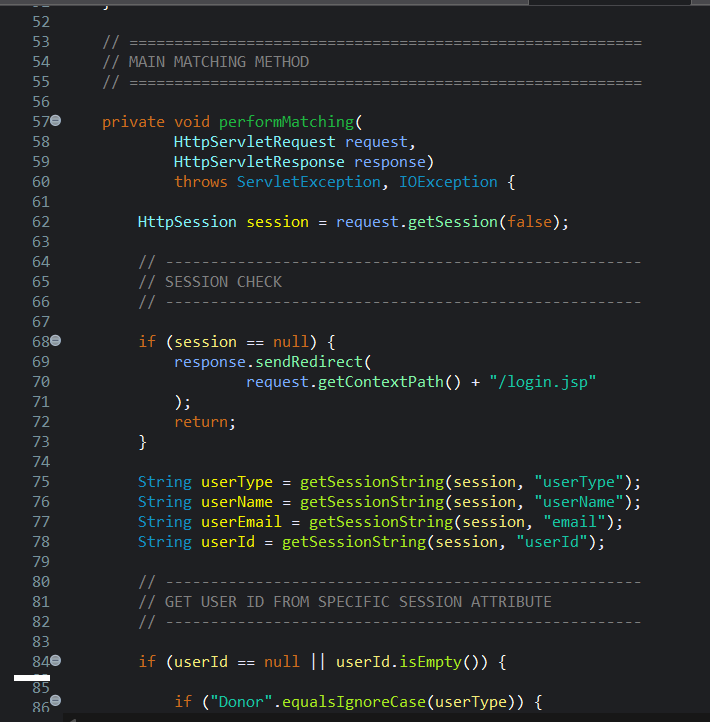 52
53 // =========================================================
54 // MAIN MATCHING METHOD
55 // =========================================================
56
57 private void performMatching(
58 HttpServletRequest request,
59 HttpServletResponse response)
60 throws ServletException, IOException {
61
62 HttpSession session = request.getSession(false);
63
64 // -----------------------------------------------------
65 // SESSION CHECK
66 // -----------------------------------------------------
67
68 if (session == null) {
69 response.sendRedirect(
70 request.getContextPath() + "/login.jsp"
71 );
72 return;
73 }
74
75 String userType = getSessionString(session, "userType");
76 String userName = getSessionString(session, "userName");
77 String userEmail = getSessionString(session, "email");
78 String userId = getSessionString(session, "userId");
79
80 // -----------------------------------------------------
81 // GET USER ID FROM SPECIFIC SESSION ATTRIBUTE
82 // -----------------------------------------------------
83
84 if (userId == null || userId.isEmpty()) {
85
86 if ("Donor".equalsIgnoreCase(userType)) {